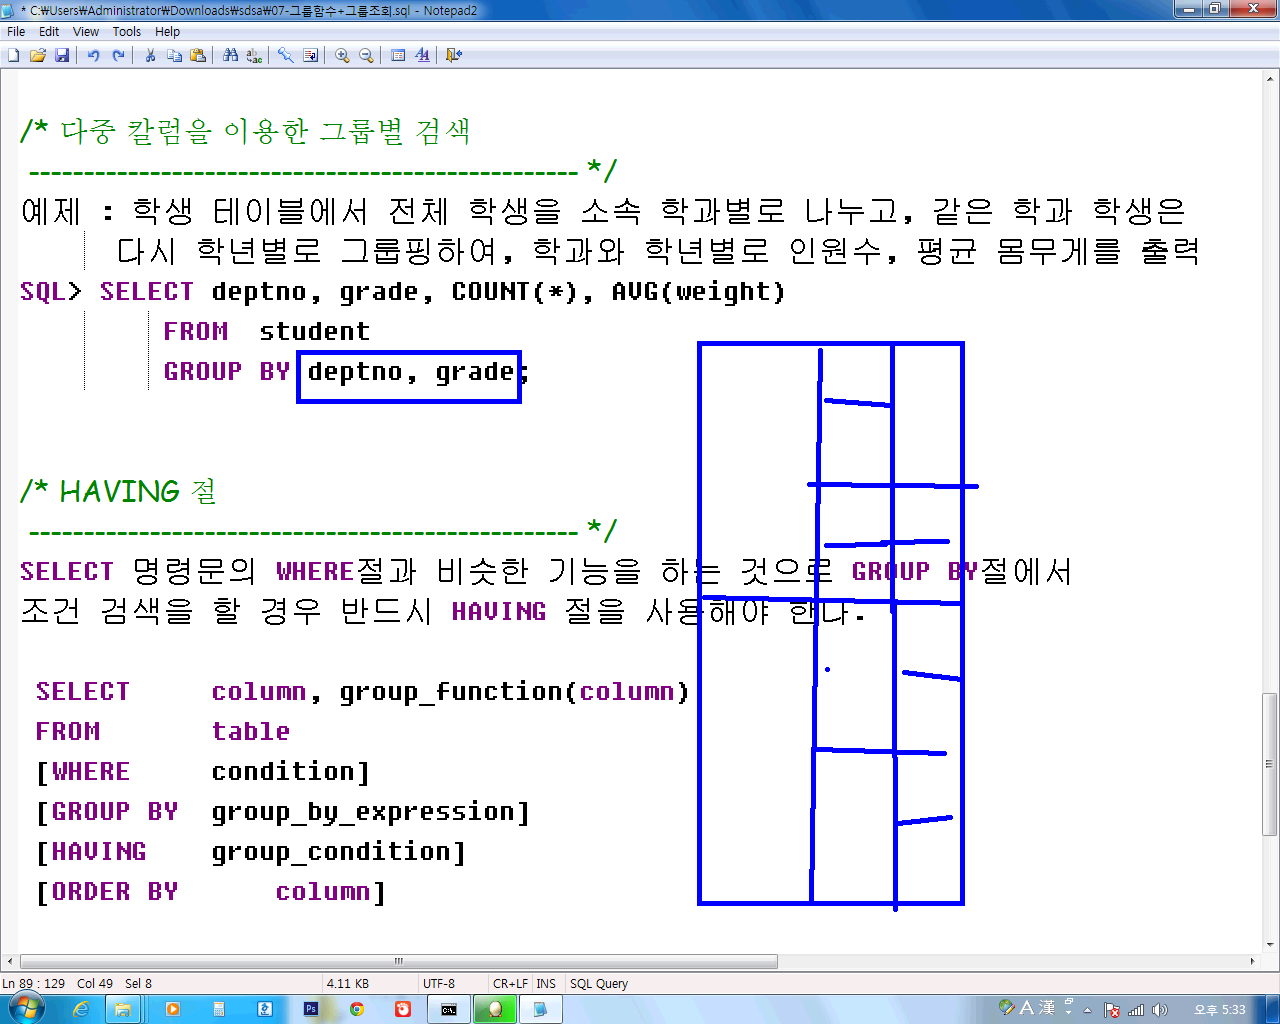 * C:₩Users₩Administrator₩Downloads₩sdsa₩07-그룹함수+그룹조회.sql - Notepad2
File Edit View Tools Help
/* 다중 칼럼을 이용한 그룹별 검색
-------------------------------------------------- */
예제 : 학생 테이블에서 전체 학생을 소속 학과별로 나누고, 같은 학과 학생은
다시 학년별로 그룹핑하여, 학과와 학년별로 인원수, 평균 몸무게를 출력
SQL> SELECT deptno, grade, COUNT(*), AVG(weight)
FROM student
GROUP BY deptno, grade;
/* HAVING 절
-------------------------------------------------- */
SELECT 명령문의 WHERE절과 비슷한 기능을 하는 것으로 GROUP BY절에서
조건 검색을 할 경우 반드시 HAVING 절을 사용해야 한다.
SELECT column, group_function(column)
FROM table
[WHERE condition]
[GROUP BY group_by_expression]
[HAVING group_condition]
[ORDER BY column]
Ln 89 : 129 Col 49 Sel 8 4.11 KB UTF-8 CR+LF INS SQL Query
A 漢 오후 5:33